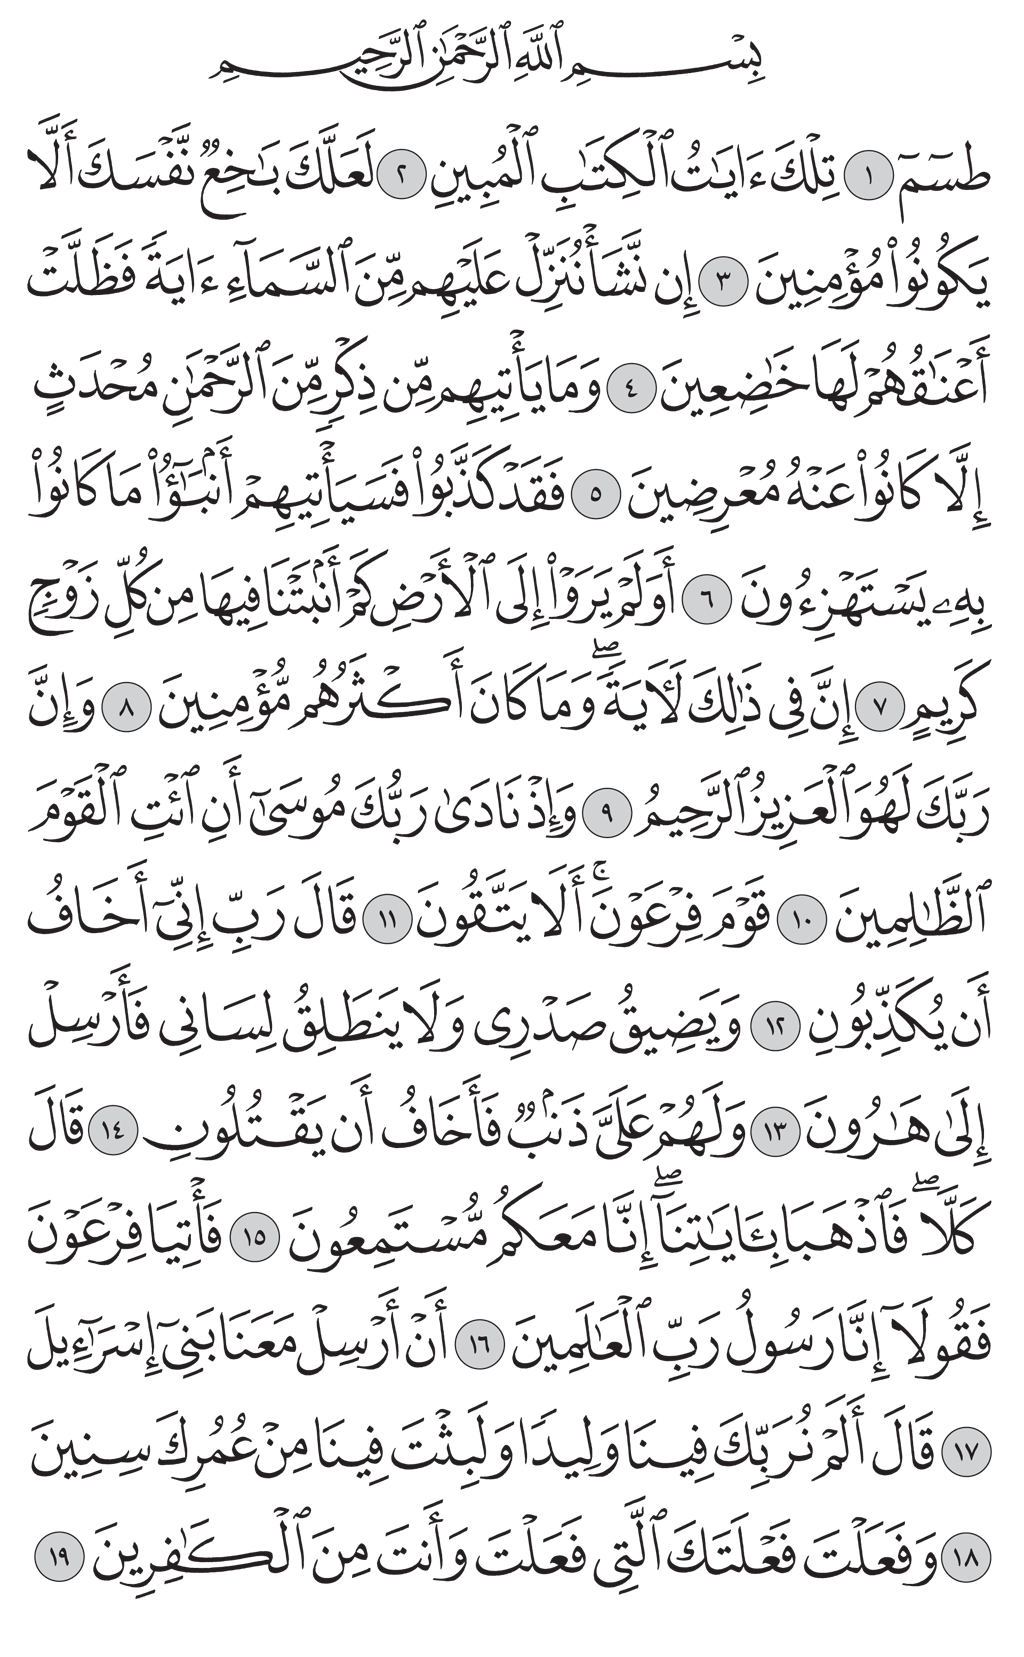 بِسْمِ ٱللَّهِ ٱلرَّحْمَٰنِ ٱلرَّحِيمِ
طسٓمٓ ١ تِلْكَ ءَايَٰتُ ٱلْكِتَٰبِ ٱلْمُبِينِ ٢ لَعَلَّكَ بَٰخِعٌ نَّفْسَكَ أَلَّا
يَكُونُوا۟ مُؤْمِنِينَ ٣ إِن نَّشَأْ نُنَزِّلْ عَلَيْهِم مِّنَ ٱلسَّمَآءِ ءَايَةً فَظَلَّتْ
أَعْنَٰقُهُمْ لَهَا خَٰضِعِينَ ٤ وَمَا يَأْتِيهِم مِّن ذِكْرٍ مِّنَ ٱلرَّحْمَٰنِ مُحْدَثٍ
إِلَّا كَانُوا۟ عَنْهُ مُعْرِضِينَ ٥ فَقَدْ كَذَّبُوا۟ فَسَيَأْتِيهِمْ أَنۢبَٰٓؤُا۟ مَا كَانُوا۟
بِهِۦ يَسْتَهْزِءُونَ ٦ أَوَلَمْ يَرَوْا۟ إِلَى ٱلْأَرْضِ كَمْ أَنۢبَتْنَا فِيهَا مِن كُلِّ زَوْجٍ
كَرِيمٍ ٧ إِنَّ فِى ذَٰلِكَ لَـَٔايَةً ۖ وَمَا كَانَ أَكْثَرُهُم مُّؤْمِنِينَ ٨ وَإِنَّ
رَبَّكَ لَهُوَ ٱلْعَزِيزُ ٱلرَّحِيمُ ٩ وَإِذْ نَادَىٰ رَبُّكَ مُوسَىٰٓ أَنِ ٱئْتِ ٱلْقَوْمَ
ٱلظَّٰلِمِينَ ١٠ قَوْمَ فِرْعَوْنَ ۚ أَلَا يَتَّقُونَ ١١ قَالَ رَبِّ إِنِّىٓ أَخَافُ
أَن يُكَذِّبُونِ ١٢ وَيَضِيقُ صَدْرِى وَلَا يَنطَلِقُ لِسَانِى فَأَرْسِلْ
إِلَىٰ هَٰرُونَ ١٣ وَلَهُمْ عَلَىَّ ذَنۢبٌ فَأَخَافُ أَن يَقْتُلُونِ ١٤ قَالَ
كَلَّا ۖ فَٱذْهَبَا بِـَٔايَٰتِنَآ ۖ إِنَّا مَعَكُم مُّسْتَمِعُونَ ١٥ فَأْتِيَا فِرْعَوْنَ
فَقُولَآ إِنَّا رَسُولُ رَبِّ ٱلْعَٰلَمِينَ ١٦ أَنْ أَرْسِلْ مَعَنَا بَنِىٓ إِسْرَٰٓءِيلَ
١٧ قَالَ أَلَمْ نُرَبِّكَ فِينَا وَلِيدًا وَلَبِثْتَ فِينَا مِنْ عُمُرِكَ سِنِينَ
١٨ وَفَعَلْتَ فَعْلَتَكَ ٱلَّتِى فَعَلْتَ وَأَنتَ مِنَ ٱلْكَٰفِرِينَ ١٩